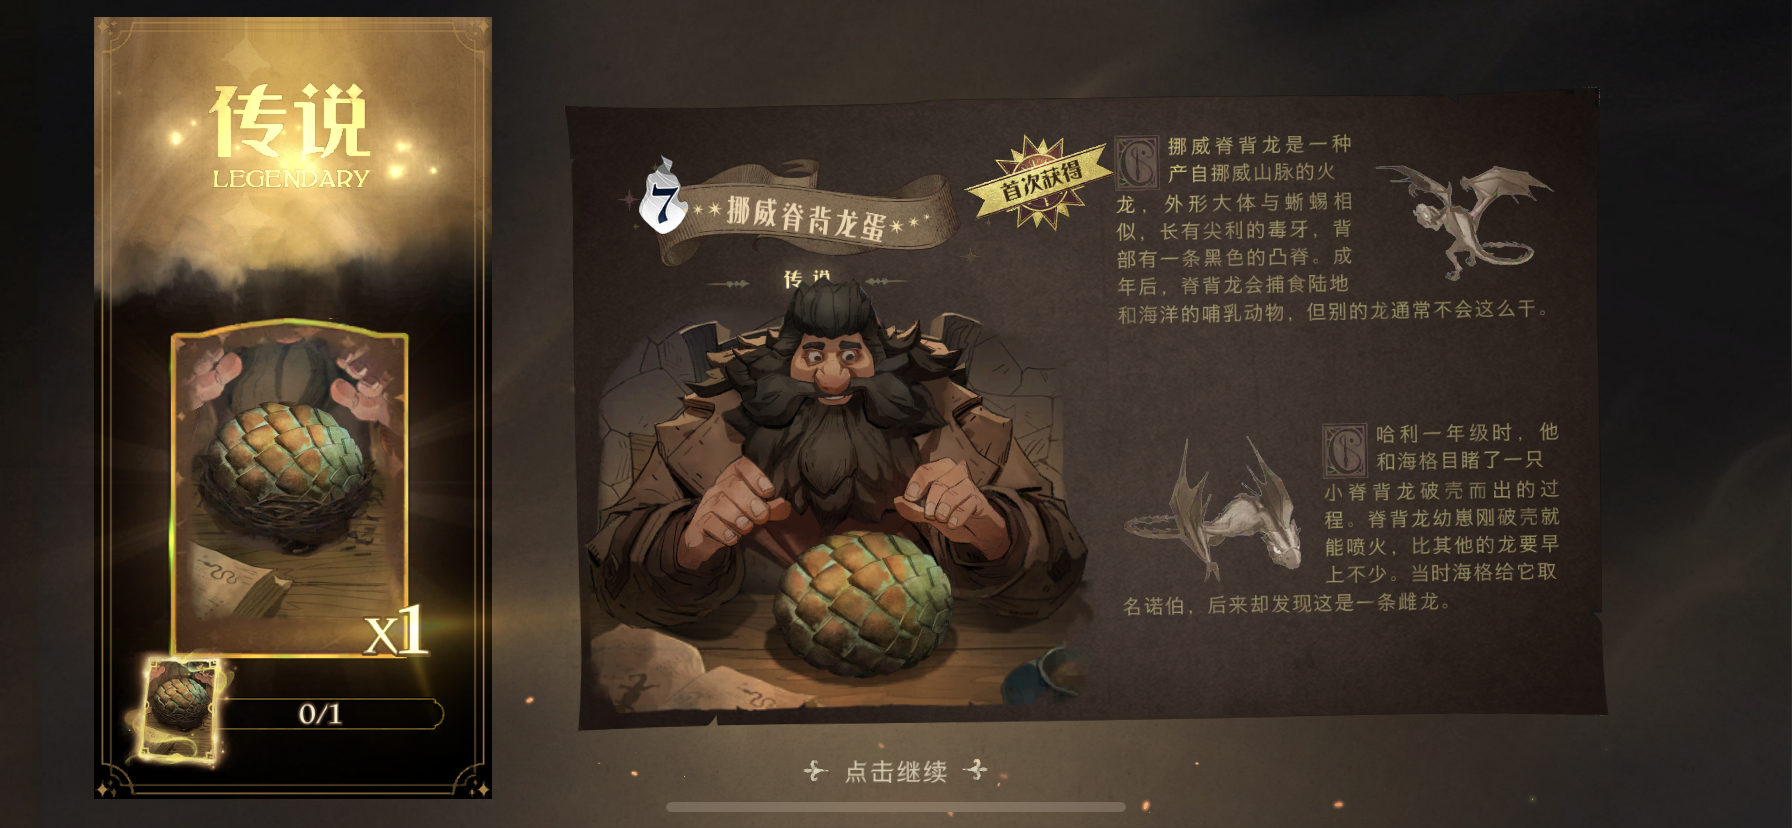 传说
LEGENDARY
x1
0/1
7
挪威脊背龙蛋
首次获得
传说
挪威脊背龙是一种
产自挪威山脉的火
龙，外形大体与蜥蜴相
似，长有尖利的毒牙，背
部有一条黑色的凸脊。成
年后，脊背龙会捕食陆地
和海洋的哺乳动物，但别的龙通常不会这么干。
哈利一年级时，他
和海格目睹了一只
小脊背龙破壳而出的过
程。脊背龙幼崽刚破壳就
能喷火，比其他的龙要早
上不少。当时海格给它取
名诺伯，后来却发现这是一条雌龙。
点击继续